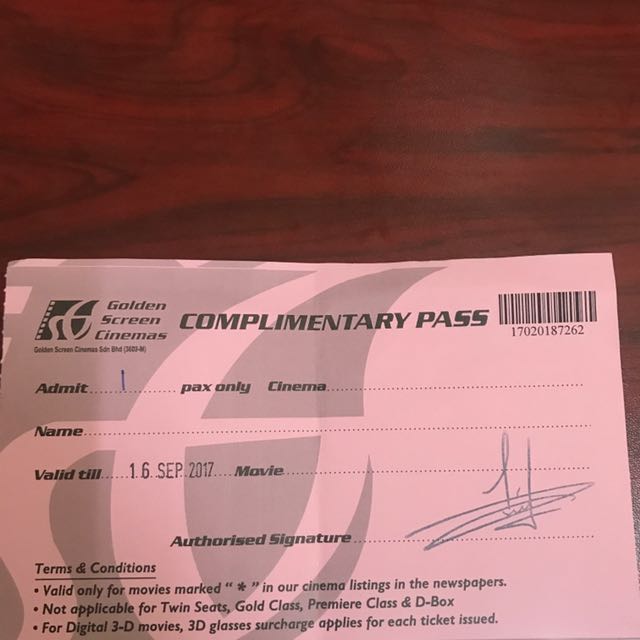 Golden
Screen
Cinemas
Golden Screen Cinemas Sdn Bhd (3609-M)
COMPLIMENTARY PASS
17020187262
Admit......1......pax only Cinema
Name
Valid till....16 SEP 2017...Movie
Authorised Signature
Terms & Conditions
• Valid only for movies marked "*" in our cinema listings in the newspapers.
• Not applicable for Twin Seats, Gold Class, Premiere Class & D-Box
• For Digital 3-D movies, 3D glasses surcharge applies for each ticket issued.